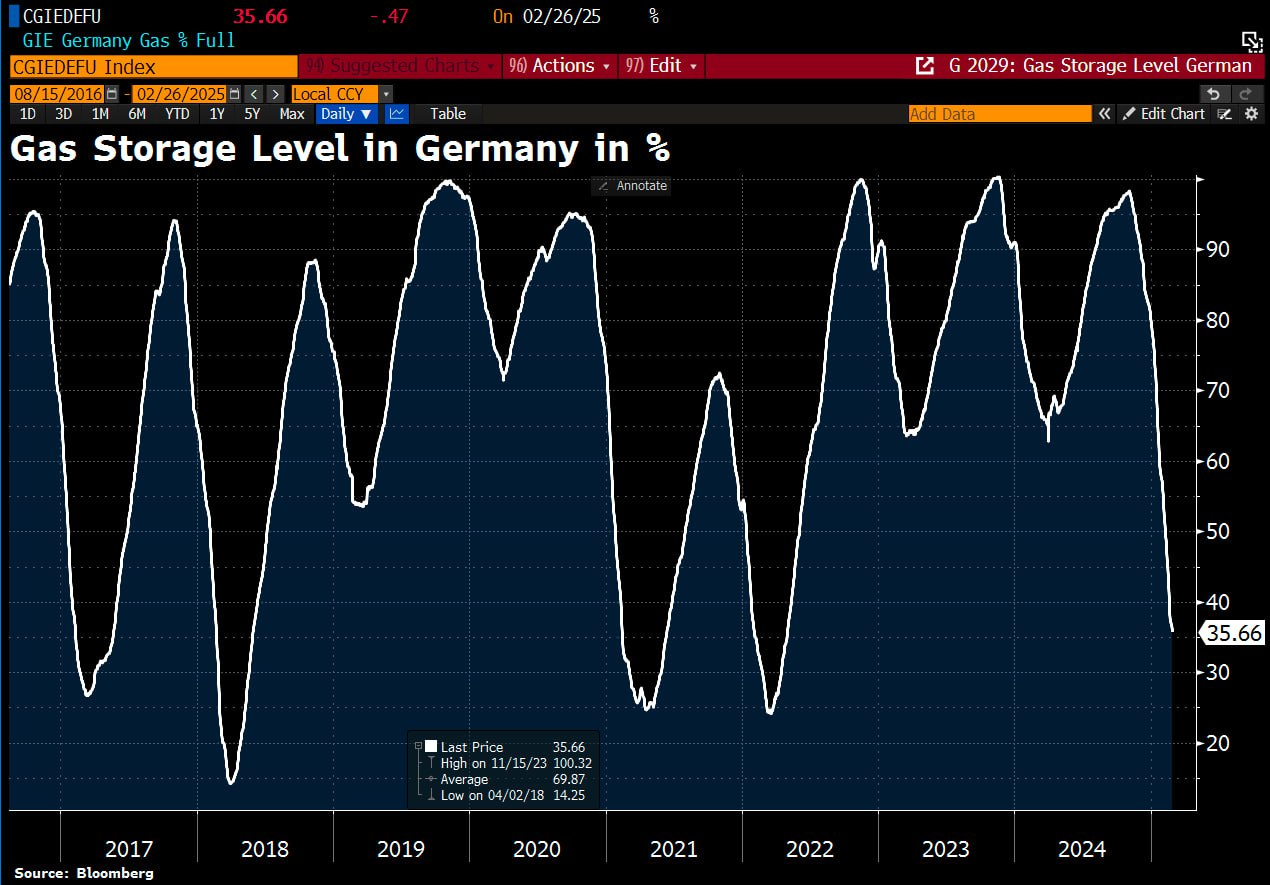 CGIEDEFU 35.66 -.47 On 02/26/25 %
GIE Germany Gas % Full
CGIEDEFU Index 94) Suggested Charts 96) Actions 97) Edit G 2029: Gas Storage Level German
08/15/2016 - 02/26/2025 < > Local CCY
1D 3D 1M 6M YTD 1Y 5Y Max Daily ▼ Table Add Data « Edit Chart
Gas Storage Level in Germany in %
Annotate
90
80
70
60
50
40
35.66
30
20
Last Price 35.66
High on 11/15/23 100.32
Average 69.87
Low on 04/02/18 14.25
2017 2018 2019 2020 2021 2022 2023 2024
Source: Bloomberg